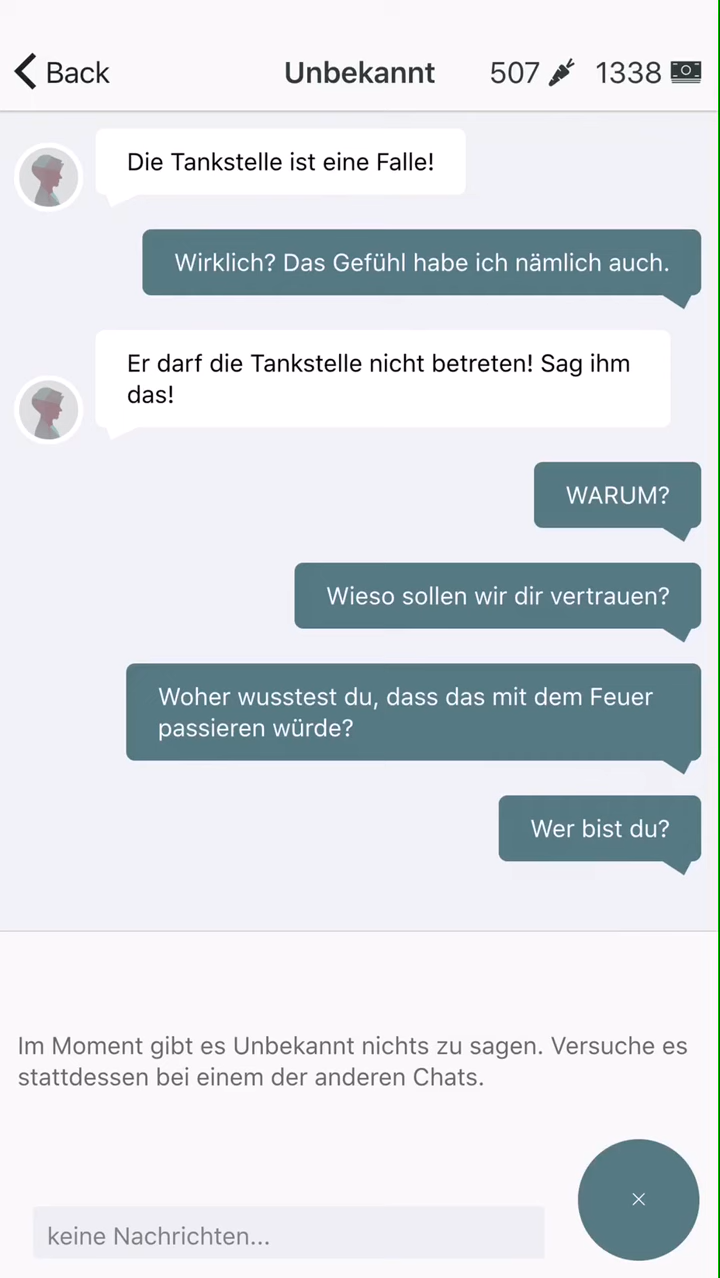 Back Unbekannt 507 1338
Die Tankstelle ist eine Falle!
Wirklich? Das Gefühl habe ich nämlich auch.
Er darf die Tankstelle nicht betreten! Sag ihm
das!
WARUM?
Wieso sollen wir dir vertrauen?
Woher wusstest du, dass das mit dem Feuer
passieren würde?
Wer bist du?
Im Moment gibt es Unbekannt nichts zu sagen. Versuche es
stattdessen bei einem der anderen Chats.
keine Nachrichten...